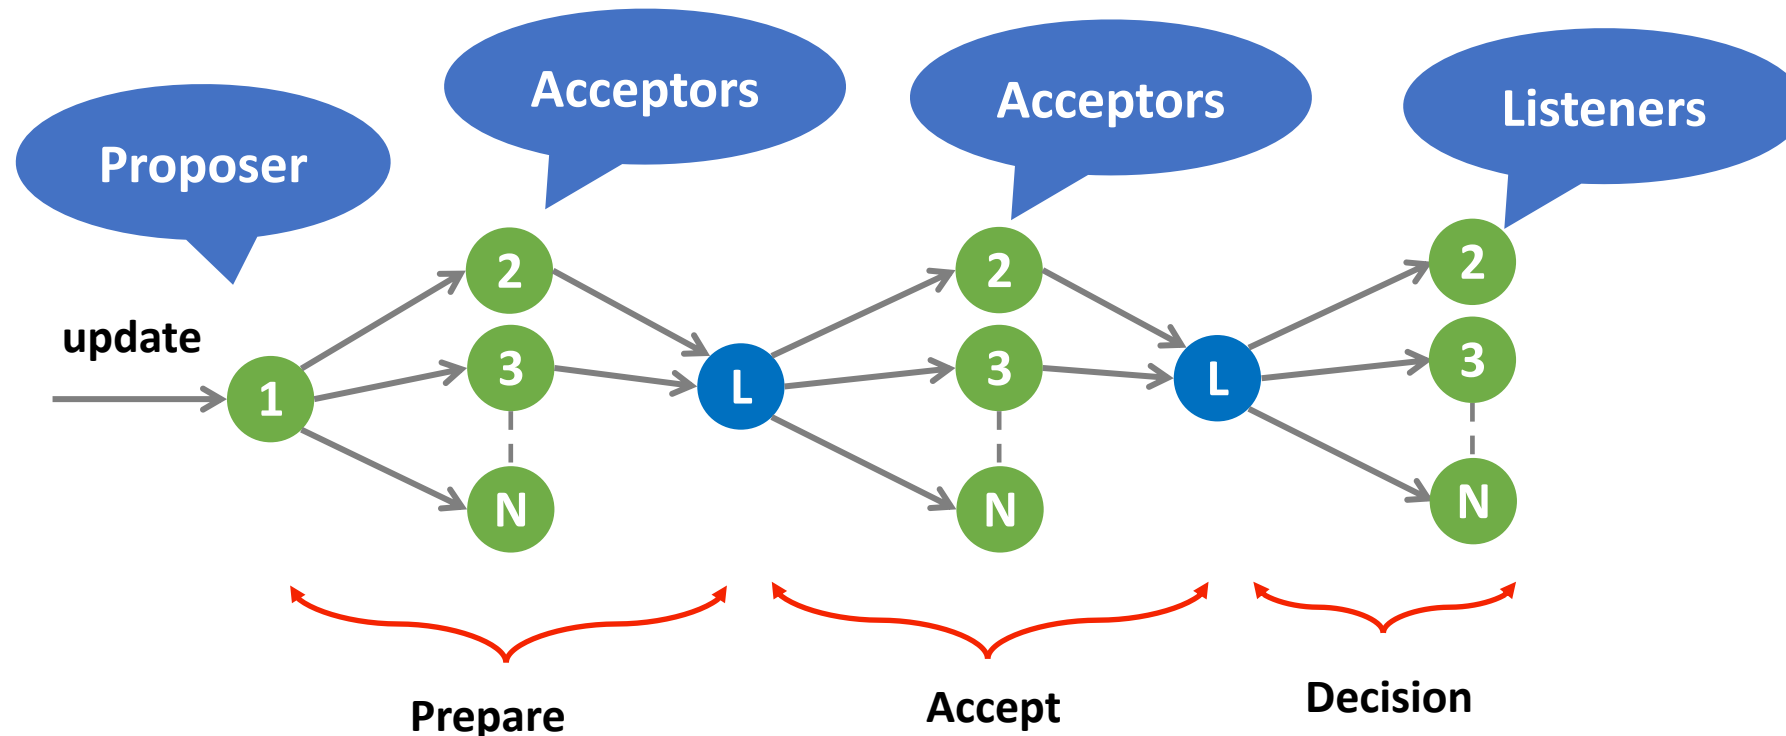 Proposer
Acceptors
Acceptors
Listeners
update
1
2
3
N
L
2
3
N
L
2
3
N
Prepare
Accept
Decision